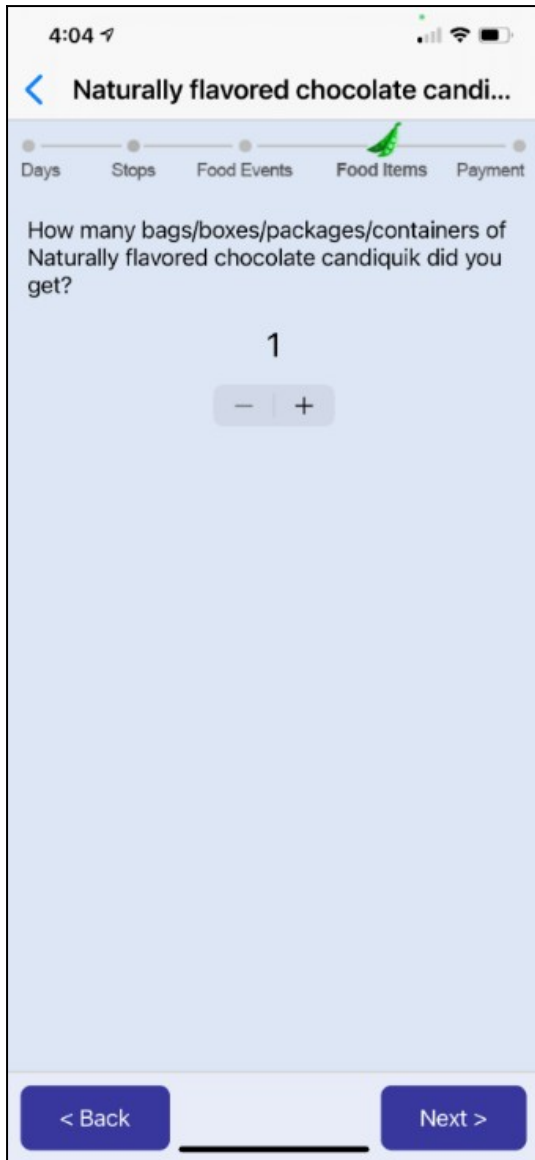 4:04
Naturally flavored chocolate candi...
Days Stops Food Events Food Items Payment
How many bags/boxes/packages/containers of
Naturally flavored chocolate candiquik did you
get?
1
− +
< Back Next >